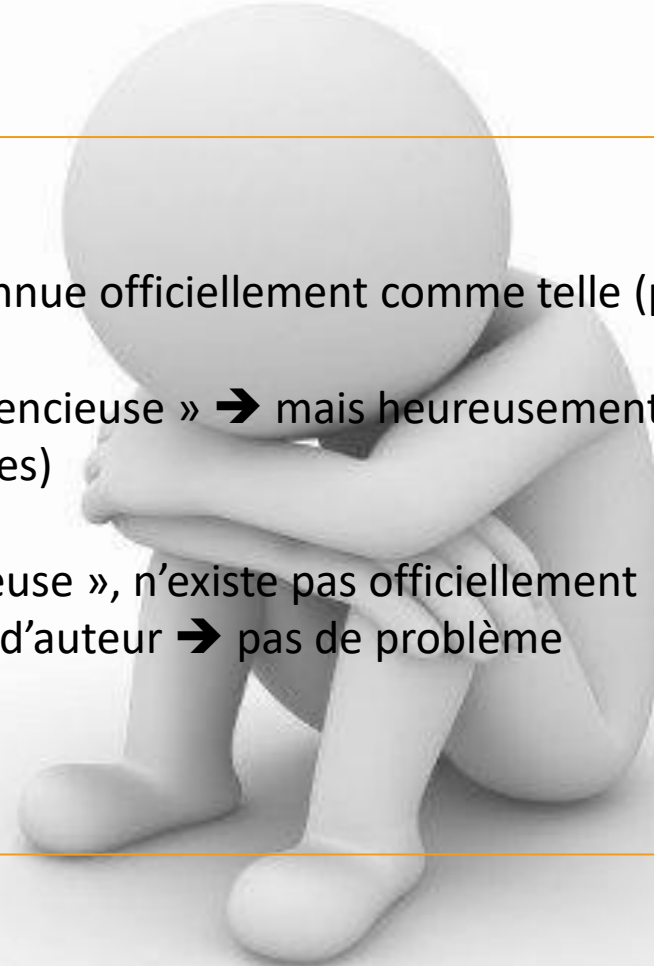 nnue officiellement comme telle (p
encieuse » ➔ mais heureusement
es)
euse », n’existe pas officiellement
d’auteur ➔ pas de problème